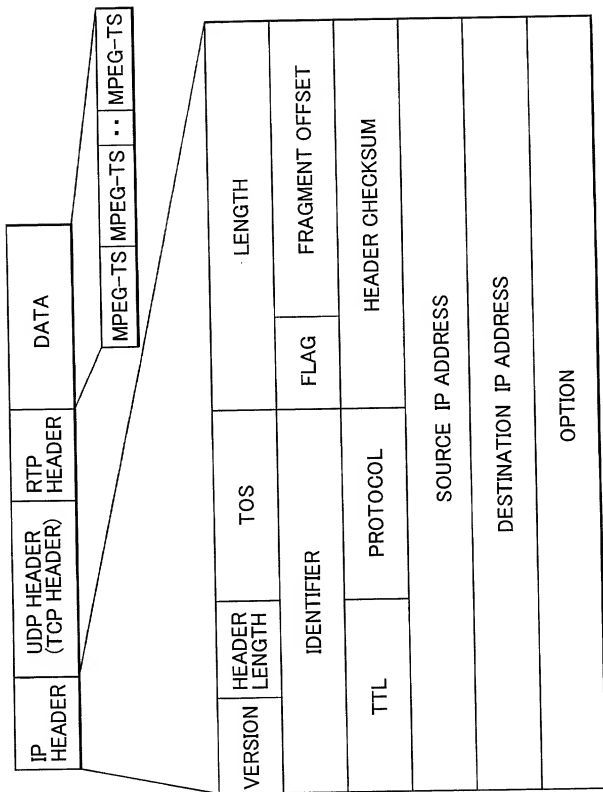 IP
HEADER
UDP HEADER
(TCP HEADER)
RTP
HEADER
DATA
MPEG-TS
MPEG-TS
··
MPEG-TS
VERSION
HEADER
LENGTH
TOS
LENGTH
IDENTIFIER
FLAG
FRAGMENT OFFSET
TTL
PROTOCOL
HEADER CHECKSUM
SOURCE IP ADDRESS
DESTINATION IP ADDRESS
OPTION